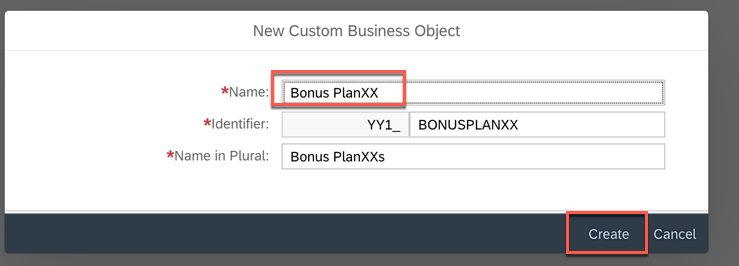 New Custom Business Object
*Name: Bonus PlanXX
*Identifier: YY1_ BONUSPLANXX
*Name in Plural: Bonus PlanXXs
Create Cancel